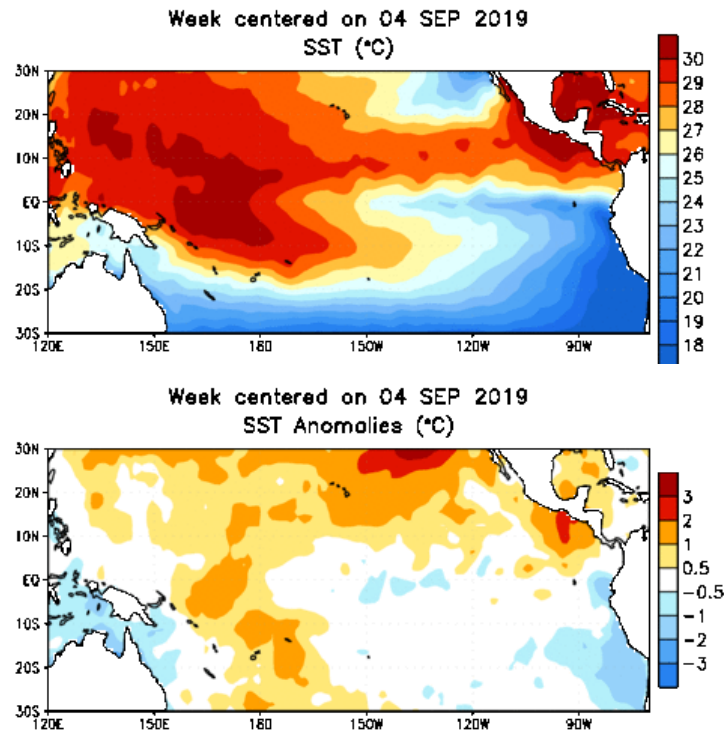 Week centered on 04 SEP 2019
SST (°C)
30N
20N
10N
EQ
10S
20S
30S
120E 150E 180 150W 120W 90W
30
29
28
27
26
25
24
23
22
21
20
19
18
Week centered on 04 SEP 2019
SST Anomalies (°C)
30N
20N
10N
EQ
10S
20S
30S
120E 150E 180 150W 120W 90W
3
2
1
0.5
-0.5
-1
-2
-3